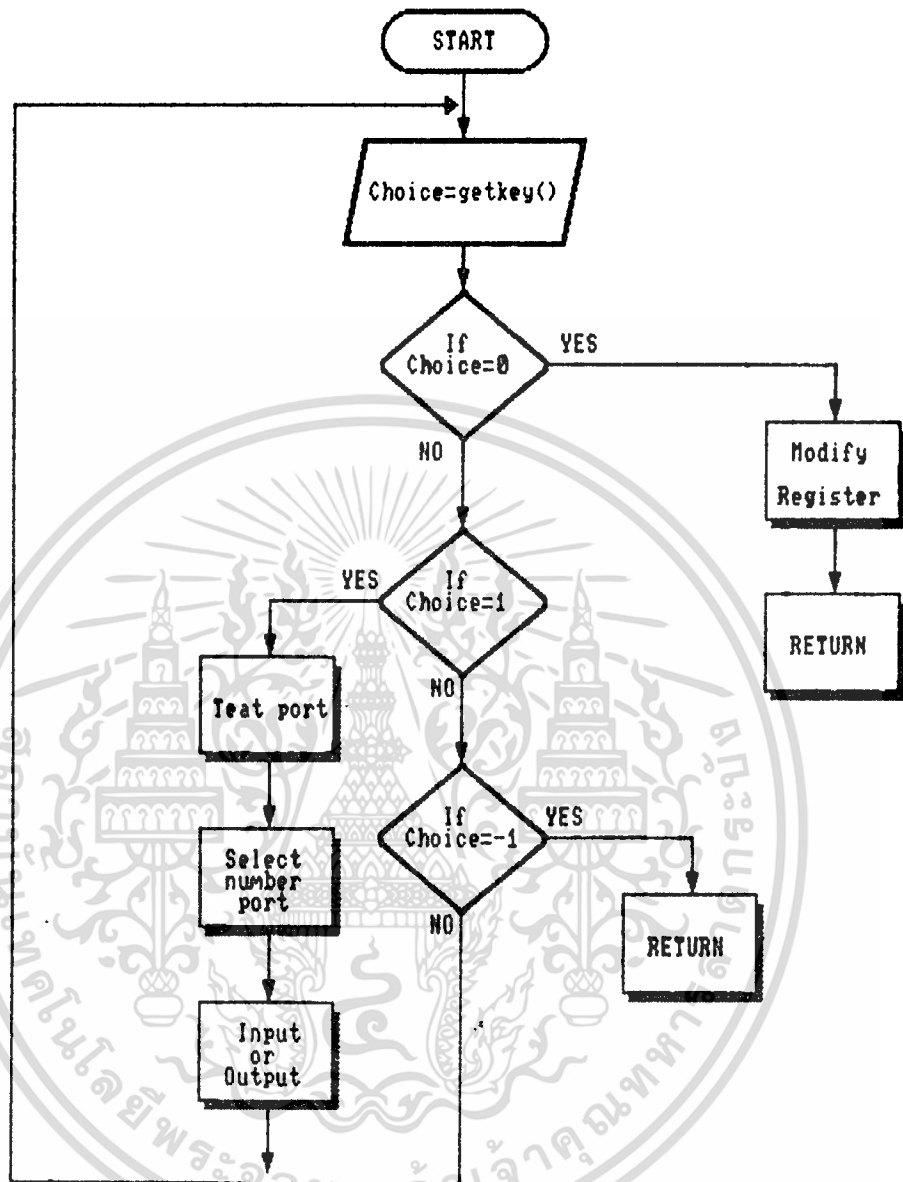 START
Choice=getkey()
If
Choice=0
YES
NO
Modify
Register
RETURN
If
Choice=1
YES
NO
Teat port
Select
number
port
Input
or
Output
If
Choice=-1
YES
NO
RETURN